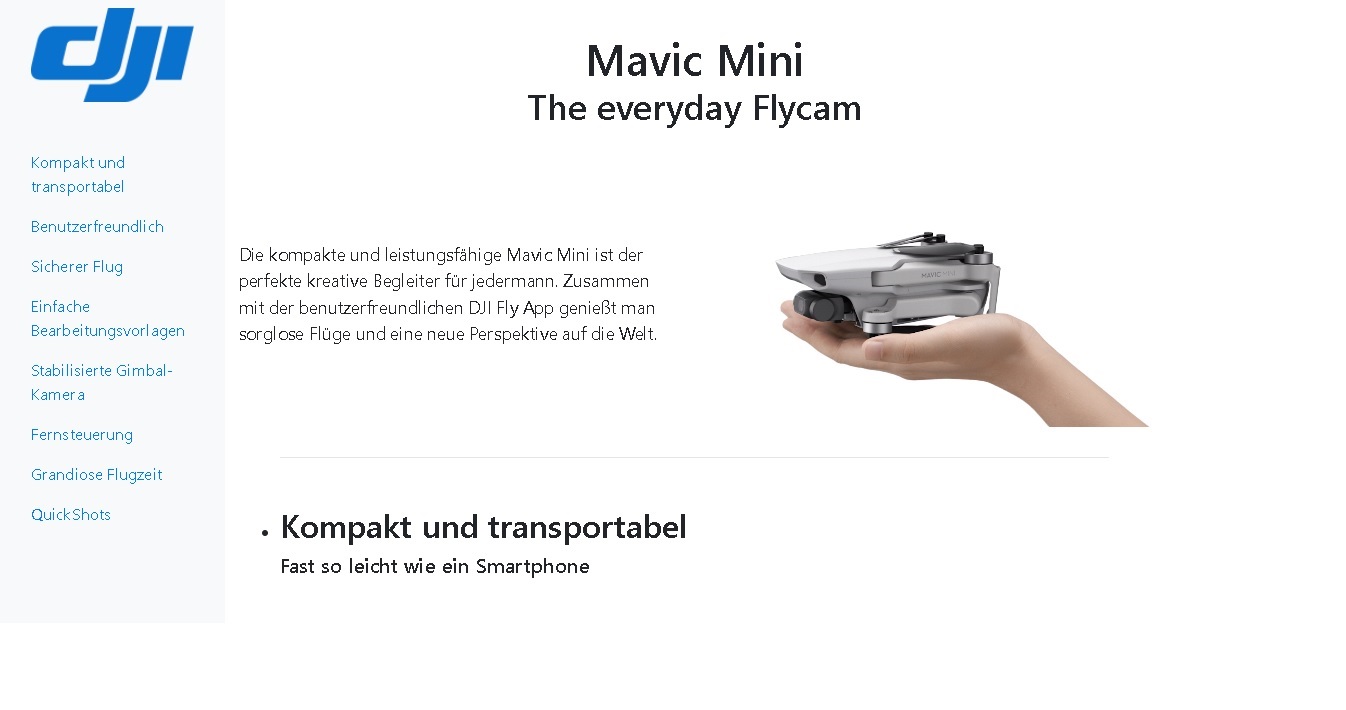 dji
Kompakt und
transportabel
Benutzerfreundlich
Sicherer Flug
Einfache
Bearbeitungsvorlagen
Stabilisierte Gimbal-
Kamera
Fernsteuerung
Grandiose Flugzeit
QuickShots
Mavic Mini
The everyday Flycam
Die kompakte und leistungsfähige Mavic Mini ist der
perfekte kreative Begleiter für jedermann. Zusammen
mit der benutzerfreundlichen DJI Fly App genießt man
sorglose Flüge und eine neue Perspektive auf die Welt.
MAVIC MINI
Kompakt und transportabel
Fast so leicht wie ein Smartphone